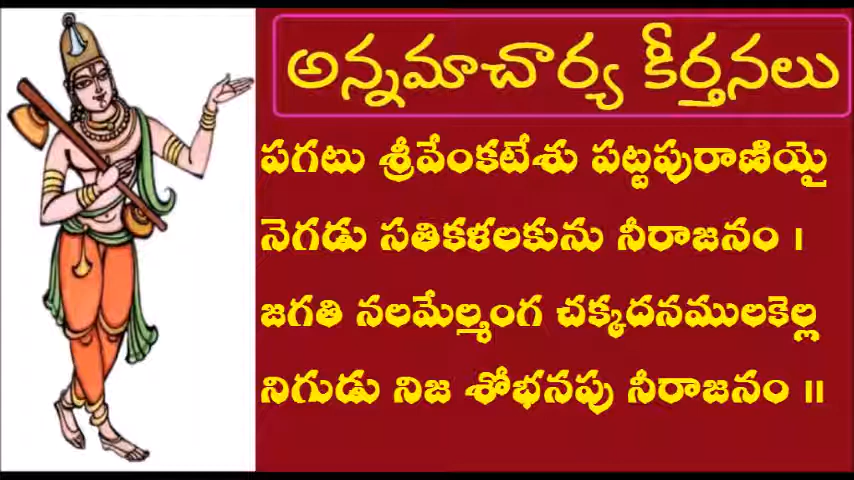 అన్నమాచార్య కీర్తనలు
పగటు శ్రీవేంకటేశు పట్టపురాణియై
నెగడు సతికళలకును నీరాజనం ।
జగతి నలమేల్మంగ చక్కదనములకెల్ల
నిగుడు నిజ శోభనపు నీరాజనం ॥